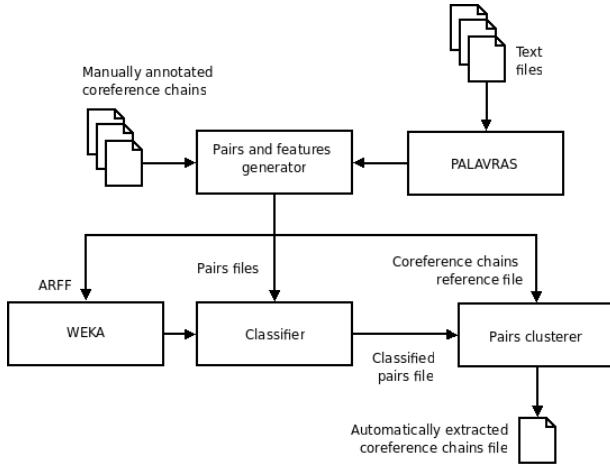 Text
files
Manually annotated
coreference chains
Pairs and features
generator
PALAVRAS
ARFF
Pairs files
Coreference chains
reference file
WEKA
Classifier
Pairs clusterer
Classified
pairs file
Automatically extracted
coreference chains file